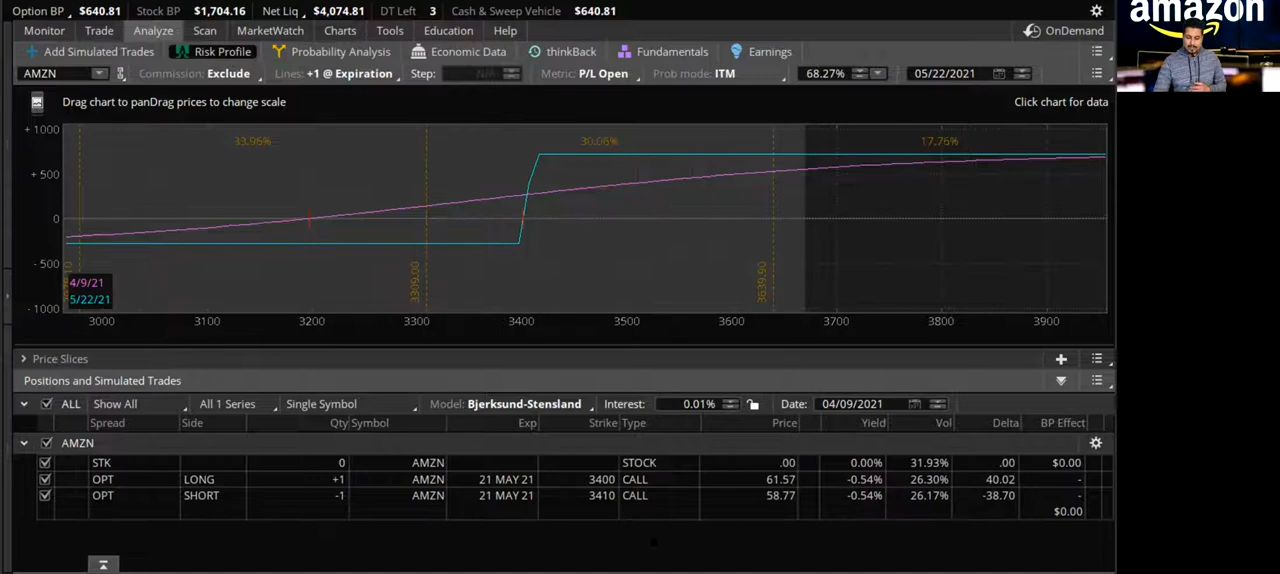 Option BP $640.81 Stock BP $1,704.16 Net Liq $4,074.81 DT Left 3 Cash & Sweep Vehicle $640.81
amazon
Monitor Trade Analyze Scan MarketWatch Charts Tools Education Help OnDemand
Add Simulated Trades Risk Profile Probability Analysis Economic Data thinkBack Fundamentals Earnings
AMZN Commission: Exclude Lines: +1 @ Expiration Step: N/A Metric: P/L Open Prob mode: ITM 68.27% 05/22/2021
Drag chart to panDrag prices to change scale Click chart for data
+ 1000
33.96% 30.06% 17.76%
+ 500
0
- 500
3309.00 3639.90
4/9/21
5/22/21
- 1000
3000 3100 3200 3300 3400 3500 3600 3700 3800 3900
Price Slices
Positions and Simulated Trades
ALL Show All All 1 Series Single Symbol Model: Bjerksund-Stensland Interest: 0.01% Date: 04/09/2021
Spread Side Qty Symbol Exp Strike Type Price Yield Vol Delta BP Effect
AMZN
STK 0 AMZN STOCK .00 0.00% 31.93% .00 $0.00
OPT LONG +1 AMZN 21 MAY 21 3400 CALL 61.57 -0.54% 26.30% 40.02 -
OPT SHORT -1 AMZN 21 MAY 21 3410 CALL 58.77 -0.54% 26.17% -38.70 -
$0.00